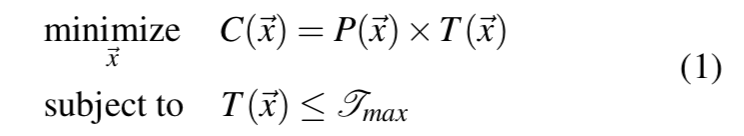 minimize C(x⃗) = P(x⃗) × T(x⃗)
x⃗
(1)
subject to T(x⃗) ≤ 𝒯max